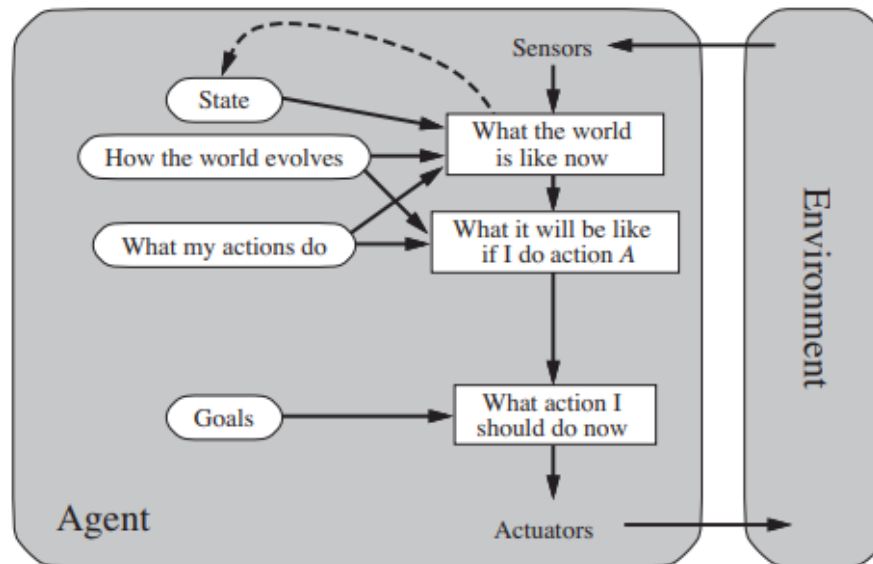 Sensors
State
What the world
is like now
How the world evolves
What my actions do
What it will be like
if I do action A
Goals
What action I
should do now
Agent
Actuators
Environment